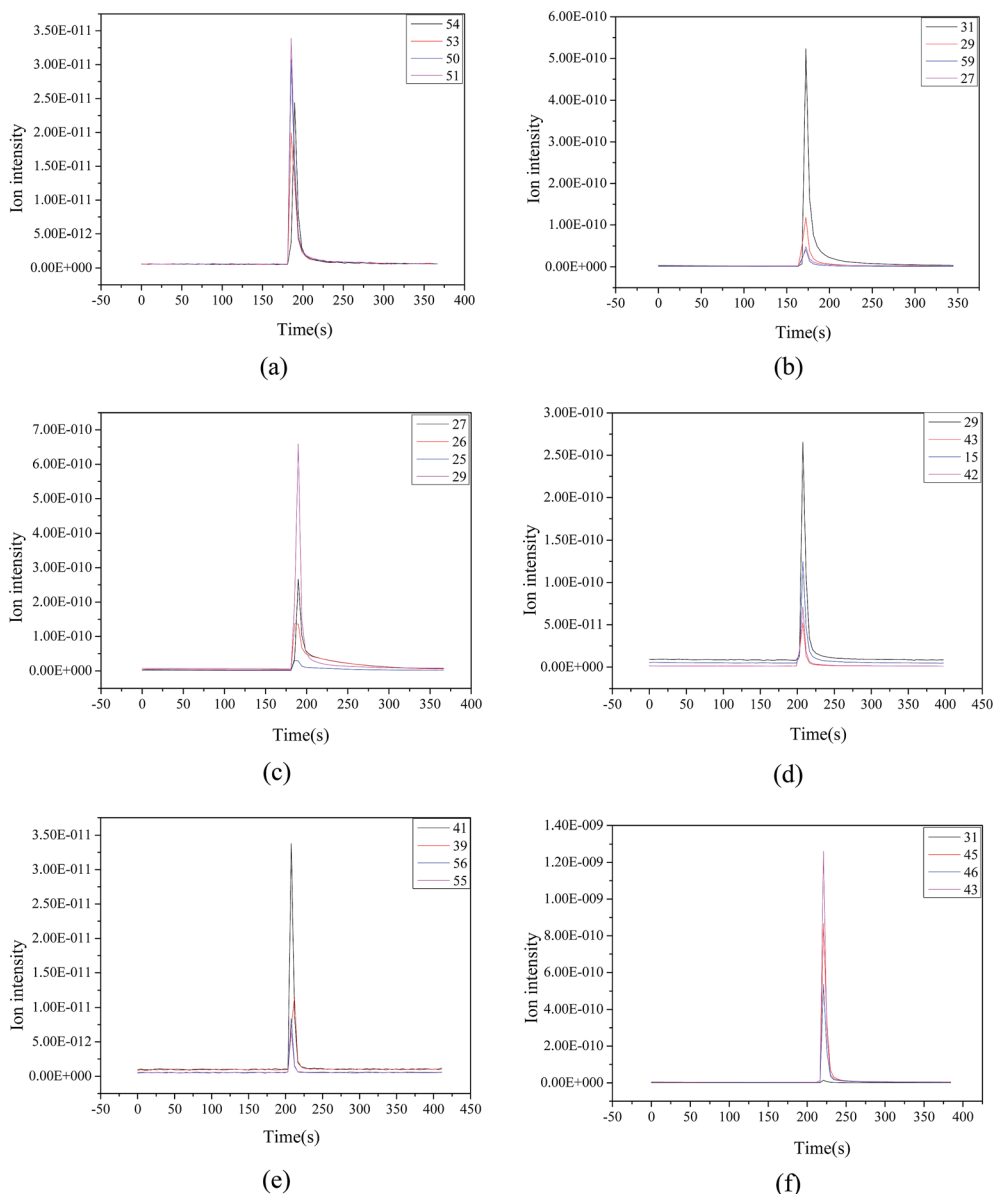 3.50E-011
3.00E-011
2.50E-011
2.00E-011
1.50E-011
1.00E-011
5.00E-012
0.00E+000
Ion intensity
54
53
50
51
-50 0 50 100 150 200 250 300 350 400
Time(s)
(a)
6.00E-010
5.00E-010
4.00E-010
3.00E-010
2.00E-010
1.00E-010
0.00E+000
Ion intensity
31
29
59
27
-50 0 50 100 150 200 250 300 350
Time(s)
(b)
7.00E-010
6.00E-010
5.00E-010
4.00E-010
3.00E-010
2.00E-010
1.00E-010
0.00E+000
Ion intensity
27
26
25
29
-50 0 50 100 150 200 250 300 350 400
Time(s)
(c)
3.00E-010
2.50E-010
2.00E-010
1.50E-010
1.00E-010
5.00E-011
0.00E+000
Ion intensity
29
43
15
42
-50 0 50 100 150 200 250 300 350 400 450
Time(s)
(d)
3.50E-011
3.00E-011
2.50E-011
2.00E-011
1.50E-011
1.00E-011
5.00E-012
0.00E+000
Ion intensity
41
39
56
55
-50 0 50 100 150 200 250 300 350 400 450
Time(s)
(e)
1.40E-009
1.20E-009
1.00E-009
8.00E-010
6.00E-010
4.00E-010
2.00E-010
0.00E+000
Ion intensity
31
45
46
43
-50 0 50 100 150 200 250 300 350 400
Time(s)
(f)